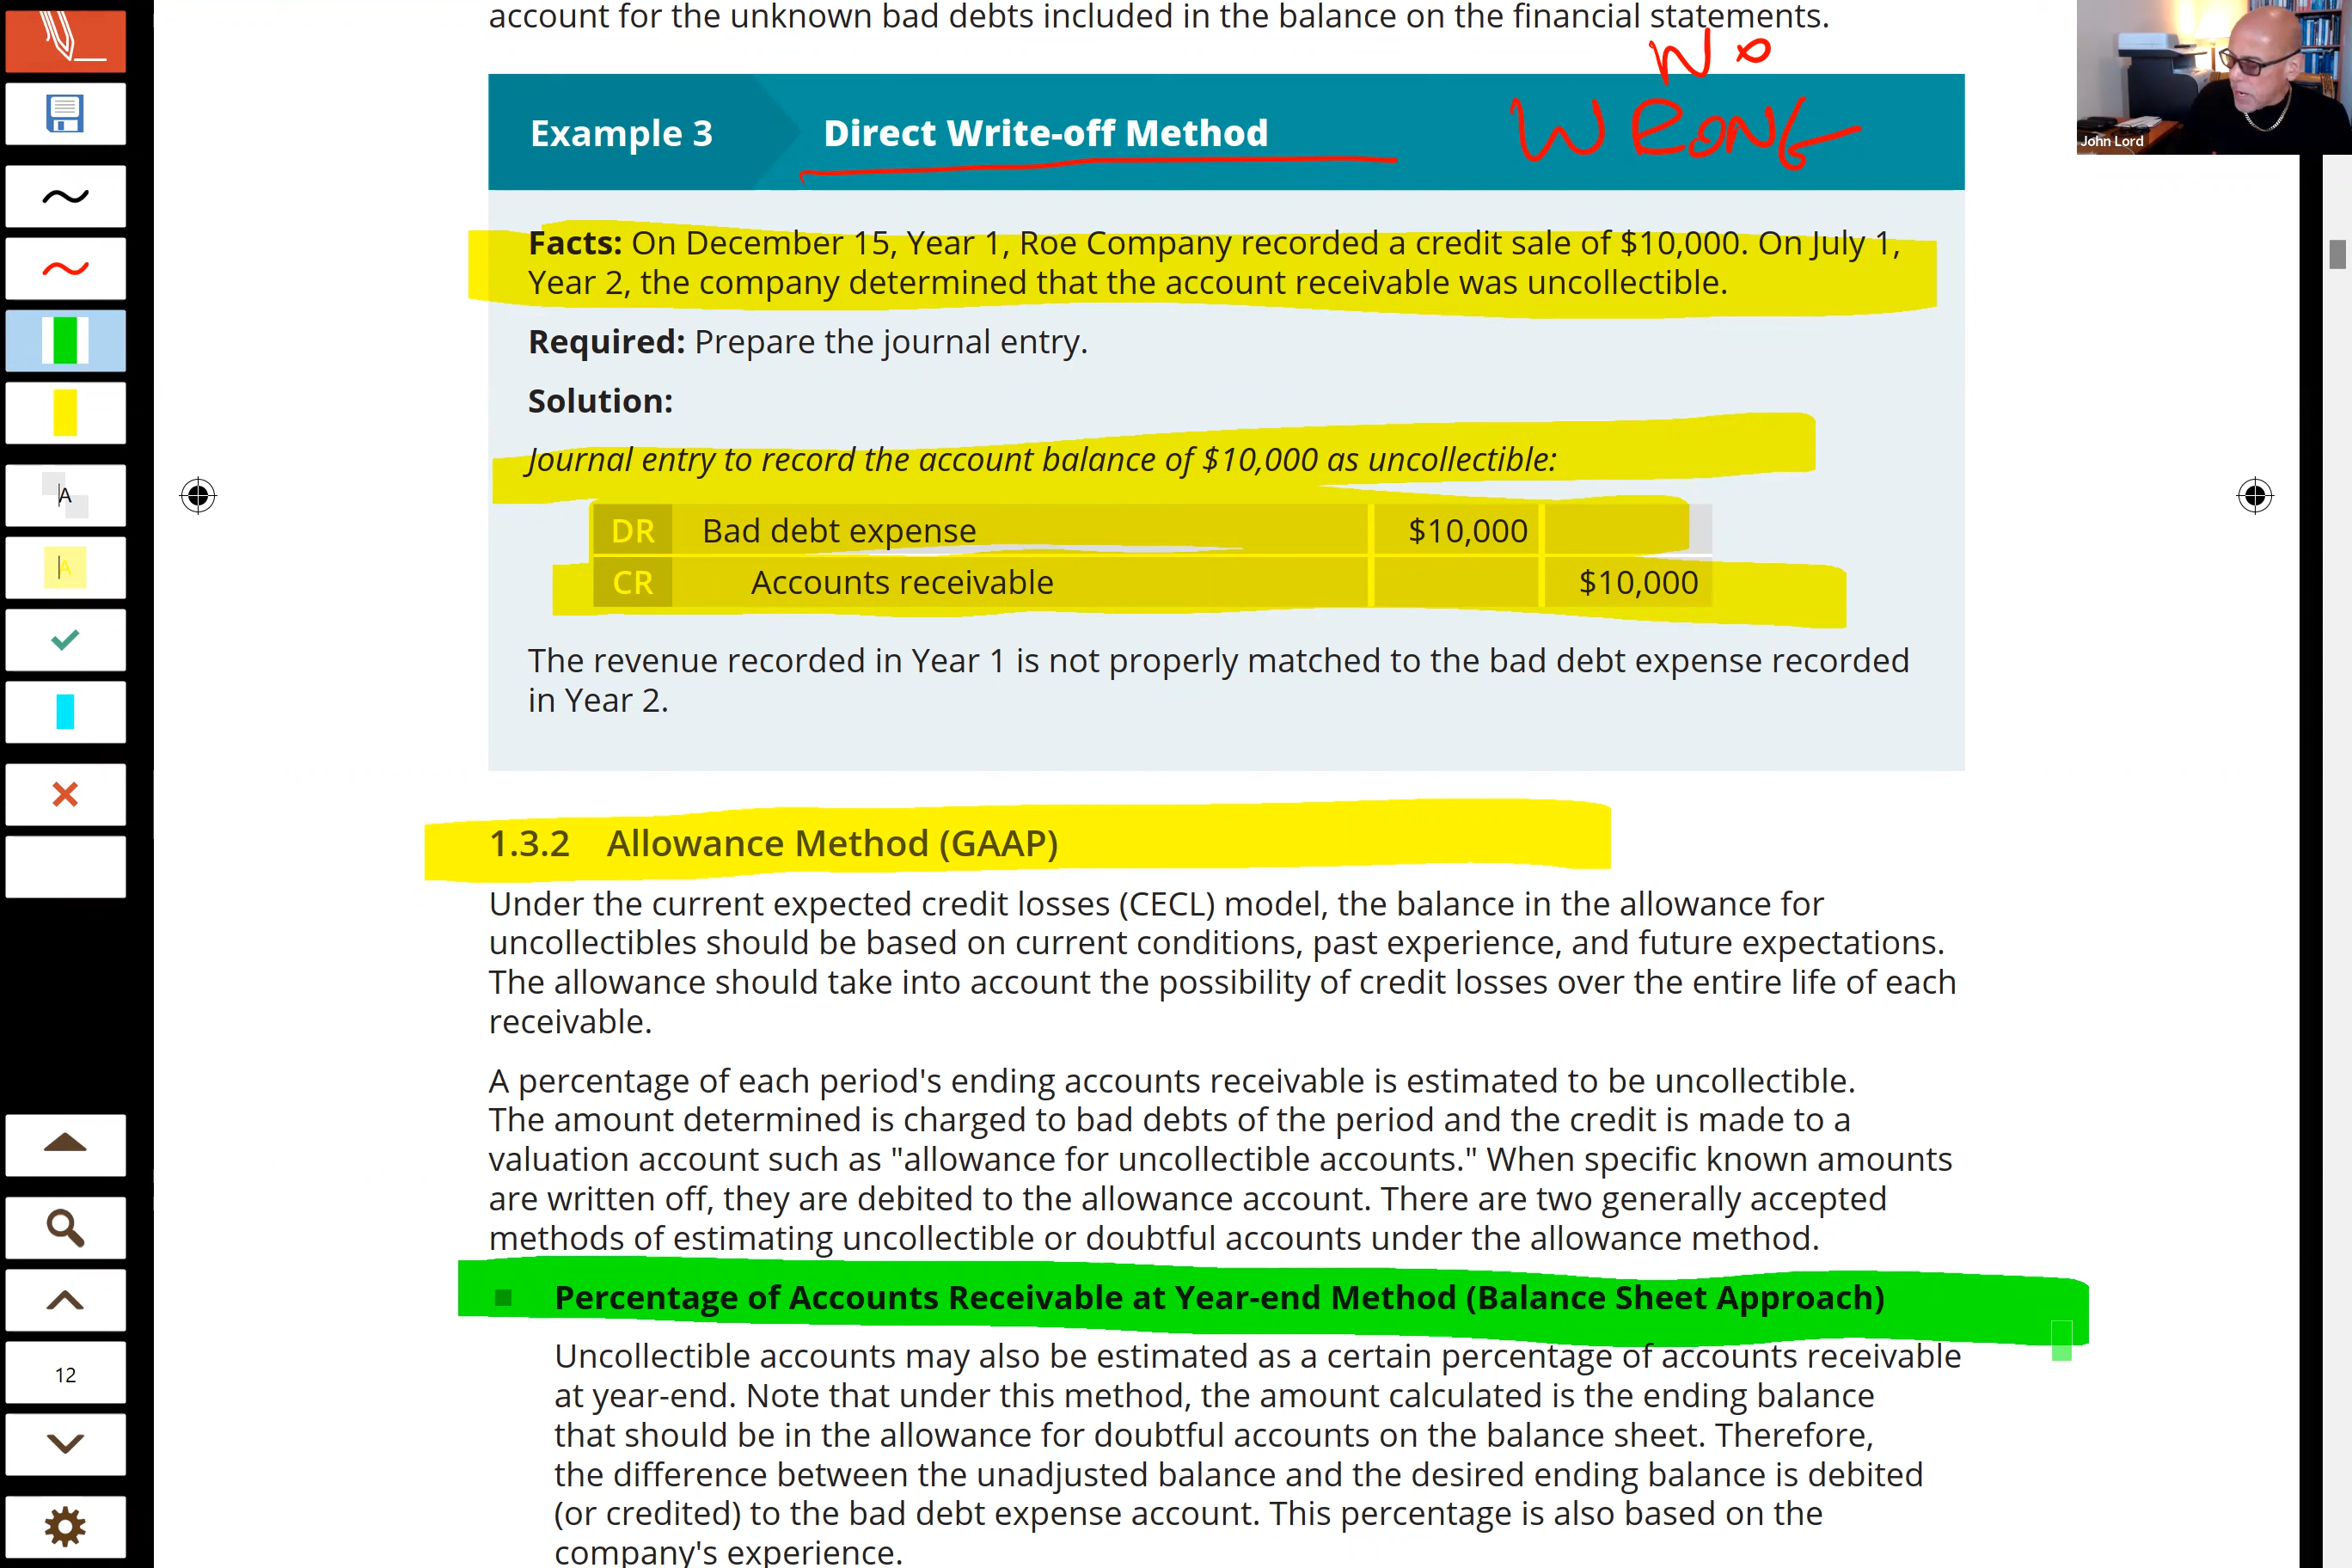 account for the unknown bad debts included in the balance on the financial statements.
No
Example 3 Direct Write-off Method WRONG
John Lord
Facts: On December 15, Year 1, Roe Company recorded a credit sale of $10,000. On July 1,
Year 2, the company determined that the account receivable was uncollectible.
Required: Prepare the journal entry.
Solution:
Journal entry to record the account balance of $10,000 as uncollectible:
DR Bad debt expense $10,000
CR Accounts receivable $10,000
The revenue recorded in Year 1 is not properly matched to the bad debt expense recorded
in Year 2.
1.3.2 Allowance Method (GAAP)
Under the current expected credit losses (CECL) model, the balance in the allowance for
uncollectibles should be based on current conditions, past experience, and future expectations.
The allowance should take into account the possibility of credit losses over the entire life of each
receivable.
A percentage of each period's ending accounts receivable is estimated to be uncollectible.
The amount determined is charged to bad debts of the period and the credit is made to a
valuation account such as "allowance for uncollectible accounts." When specific known amounts
are written off, they are debited to the allowance account. There are two generally accepted
methods of estimating uncollectible or doubtful accounts under the allowance method.
Percentage of Accounts Receivable at Year-end Method (Balance Sheet Approach)
Uncollectible accounts may also be estimated as a certain percentage of accounts receivable
at year-end. Note that under this method, the amount calculated is the ending balance
that should be in the allowance for doubtful accounts on the balance sheet. Therefore,
the difference between the unadjusted balance and the desired ending balance is debited
(or credited) to the bad debt expense account. This percentage is also based on the
company's experience.
A
A
12